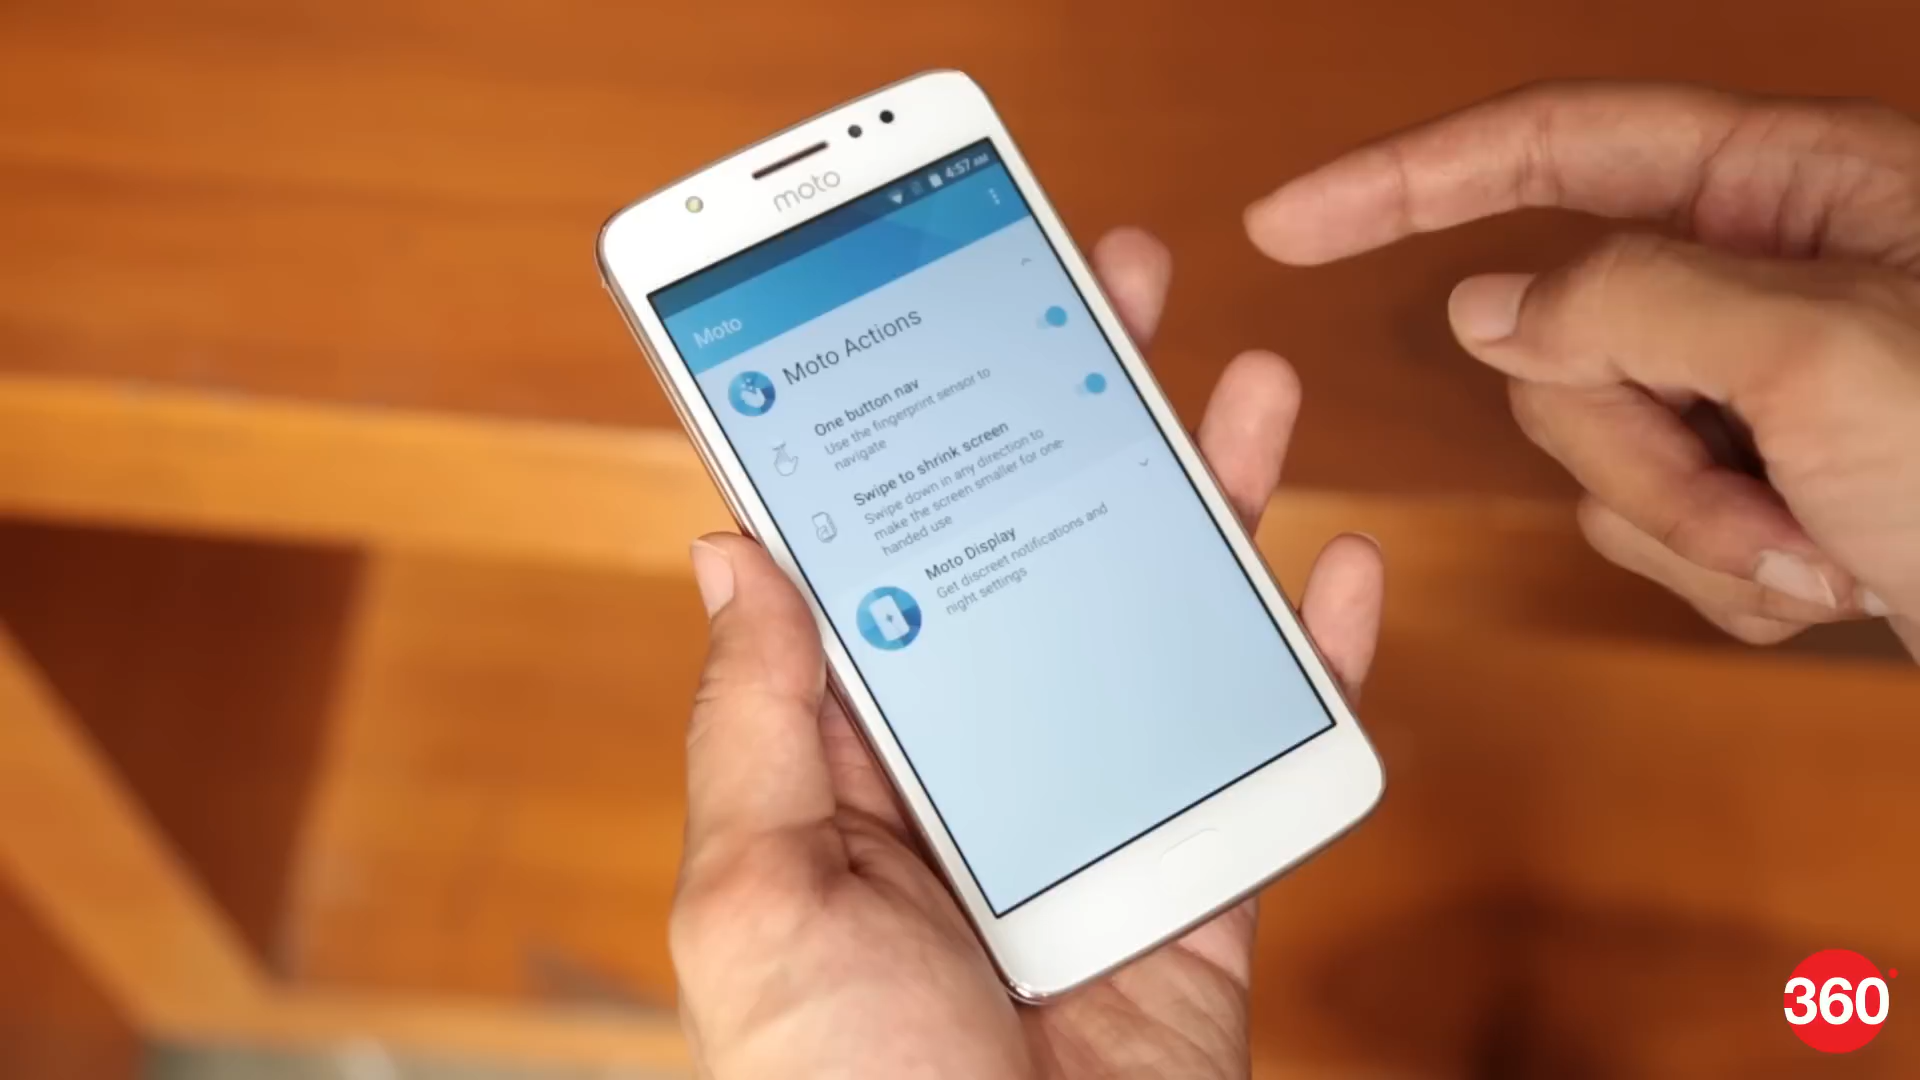 moto
4:57 AM
Moto
Moto Actions
One button nav
Use the fingerprint sensor to
navigate
Swipe to shrink screen
Swipe down in any direction to
make the screen smaller for one-
handed use
Moto Display
Get discreet notifications and
night settings
360